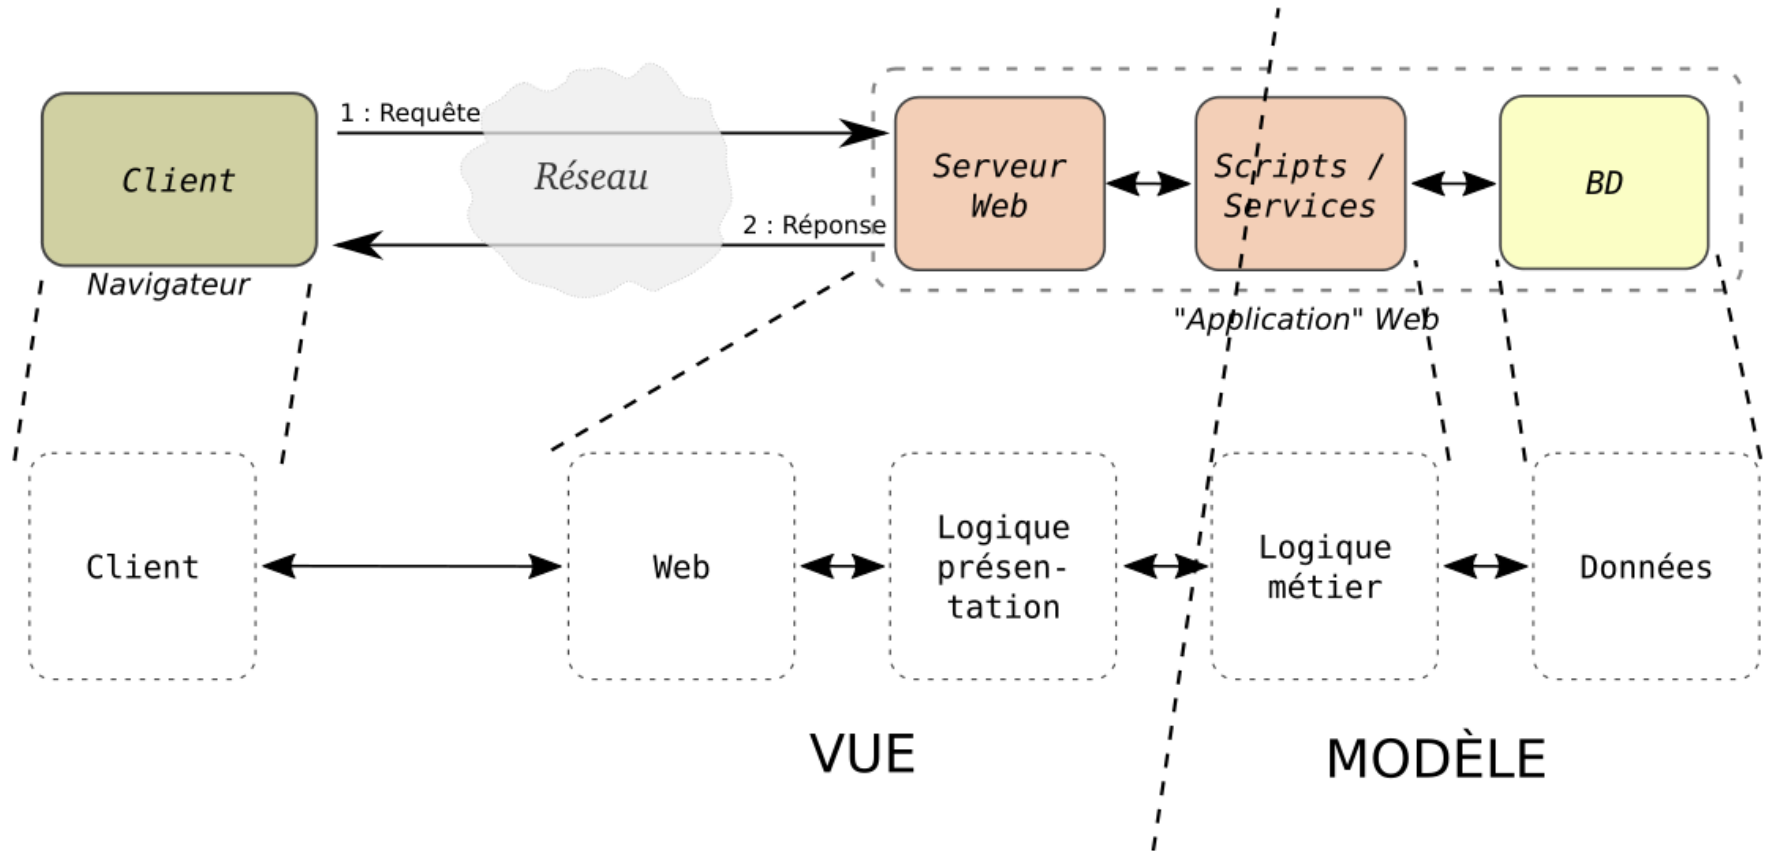 1 : Requête
Client
Réseau
Serveur
Web
Scripts /
Services
BD
2 : Réponse
Navigateur
"Application" Web
Client
Web
Logique
présen-
tation
Logique
métier
Données
VUE
MODÈLE